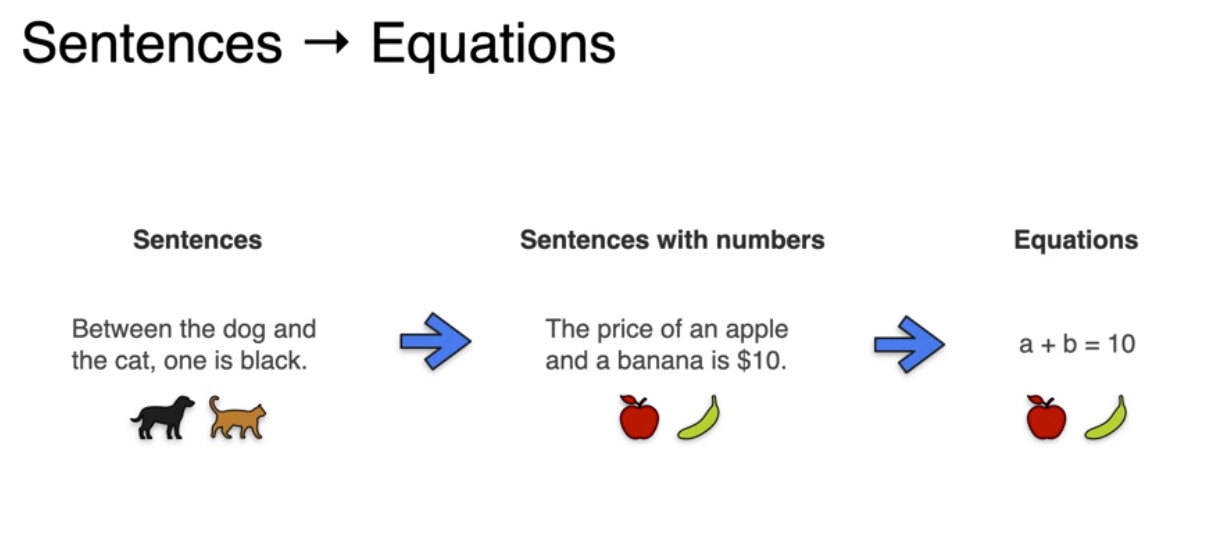 Sentences → Equations
Sentences
Sentences with numbers
Equations
Between the dog and
the cat, one is black.
The price of an apple
and a banana is $10.
a + b = 10